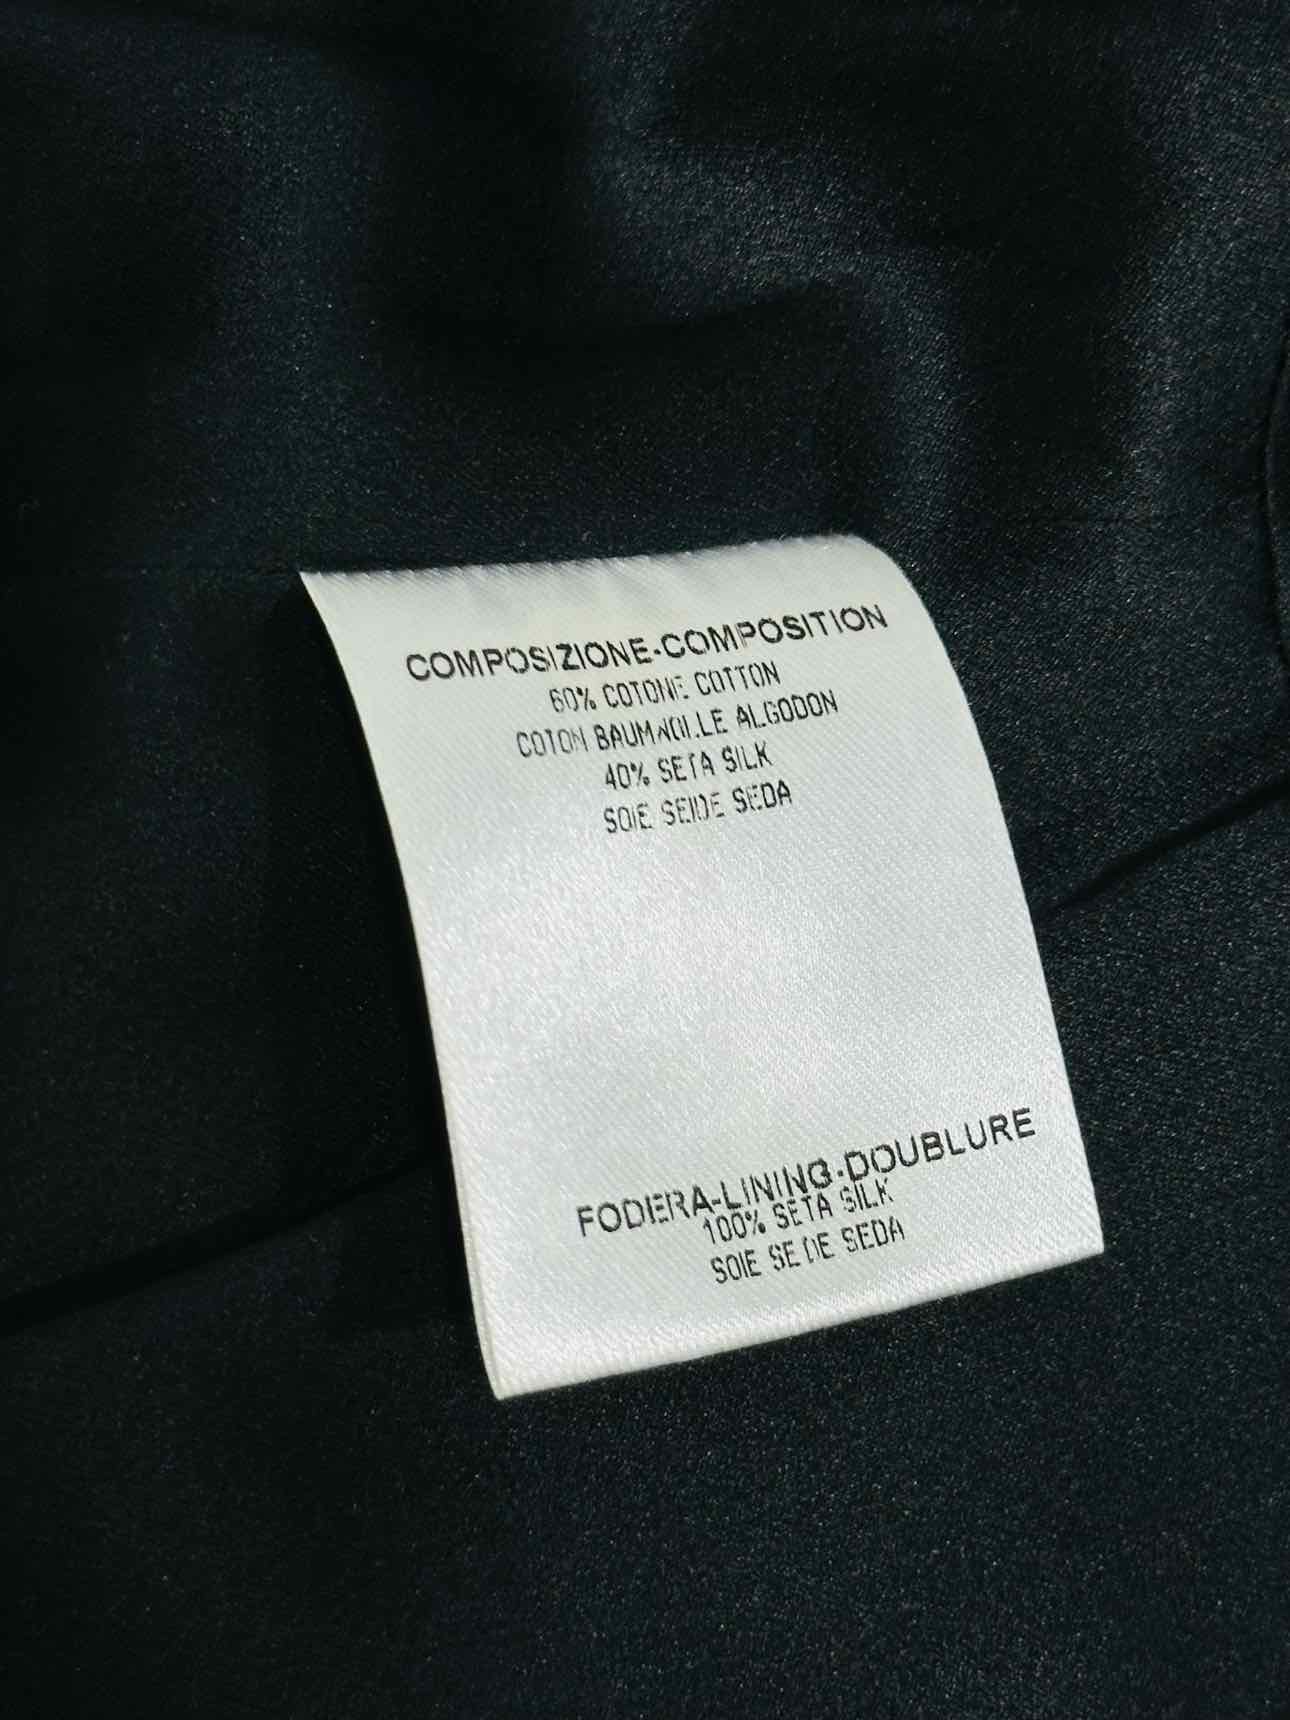 COMPOSIZIONE-COMPOSITION
60% COTONE COTTON
COTON BAUMWOLLE ALGODON
40% SETA SILK
SOIE SEIDE SEDA
FODERA-LINING-DOUBLURE
100% SETA SILK
SOIE SEIDE SEDA